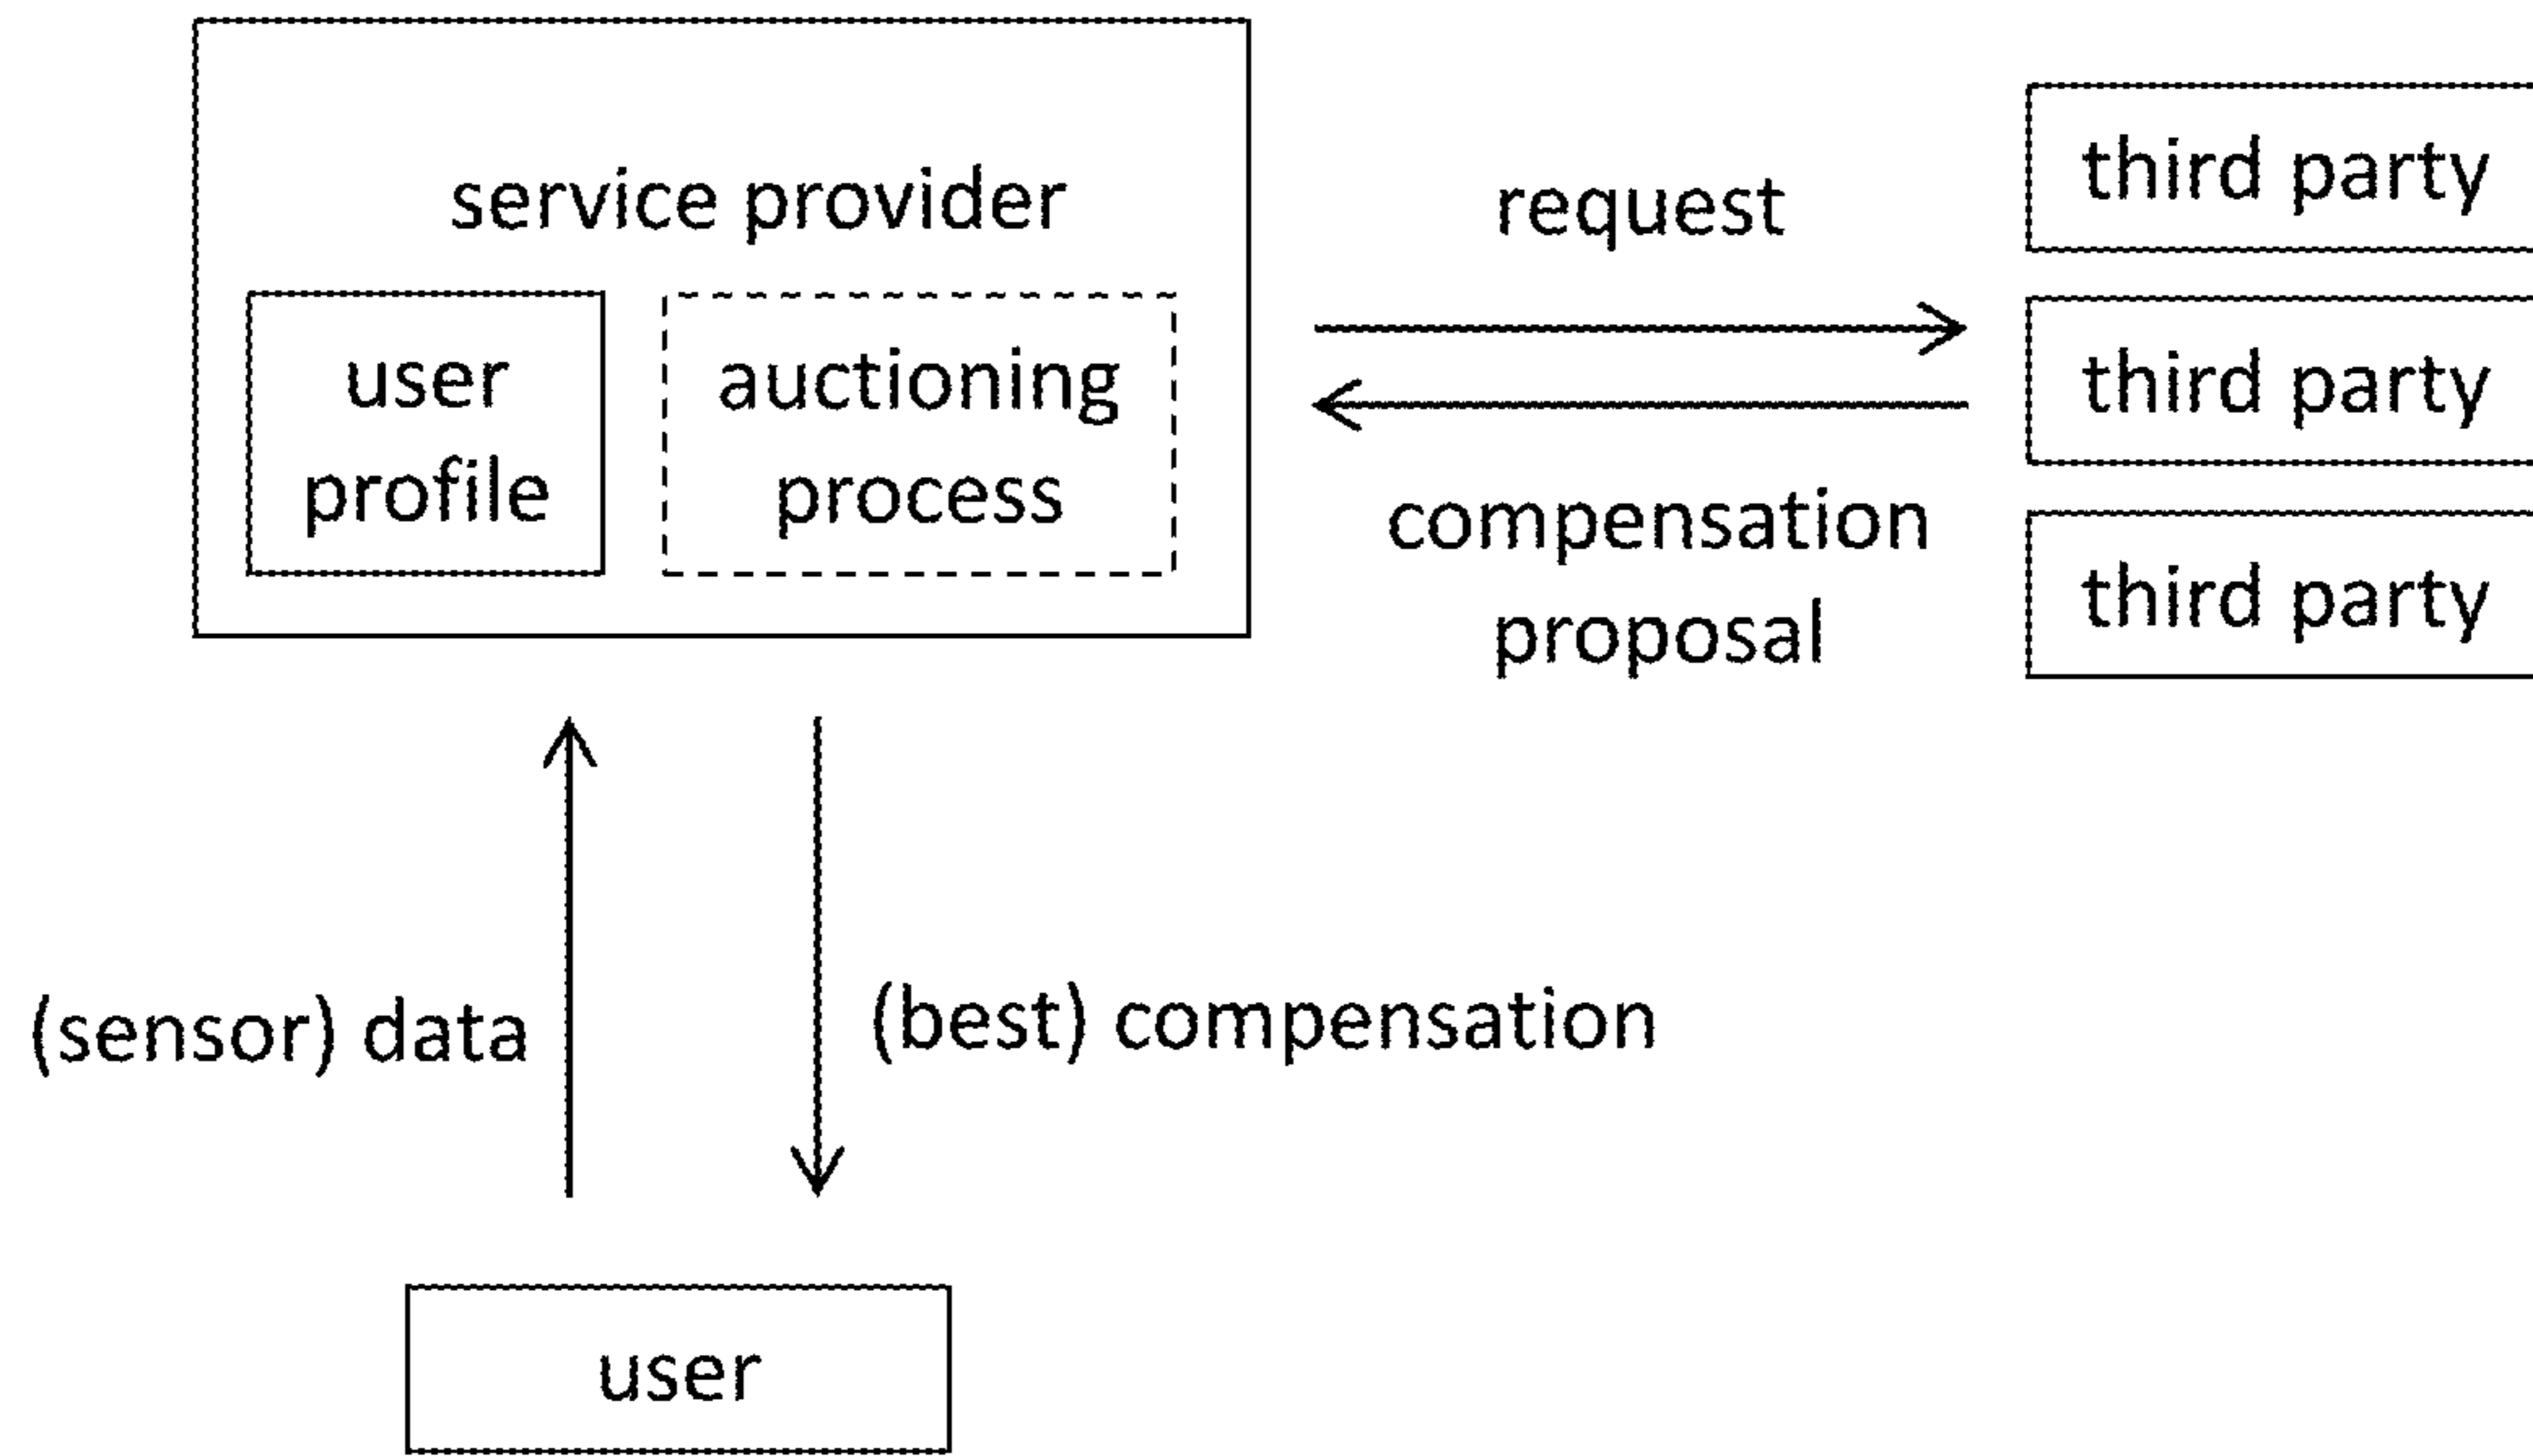 service provider
user
profile
auctioning
process
request
compensation
proposal
third party
third party
third party
(sensor) data
(best) compensation
user